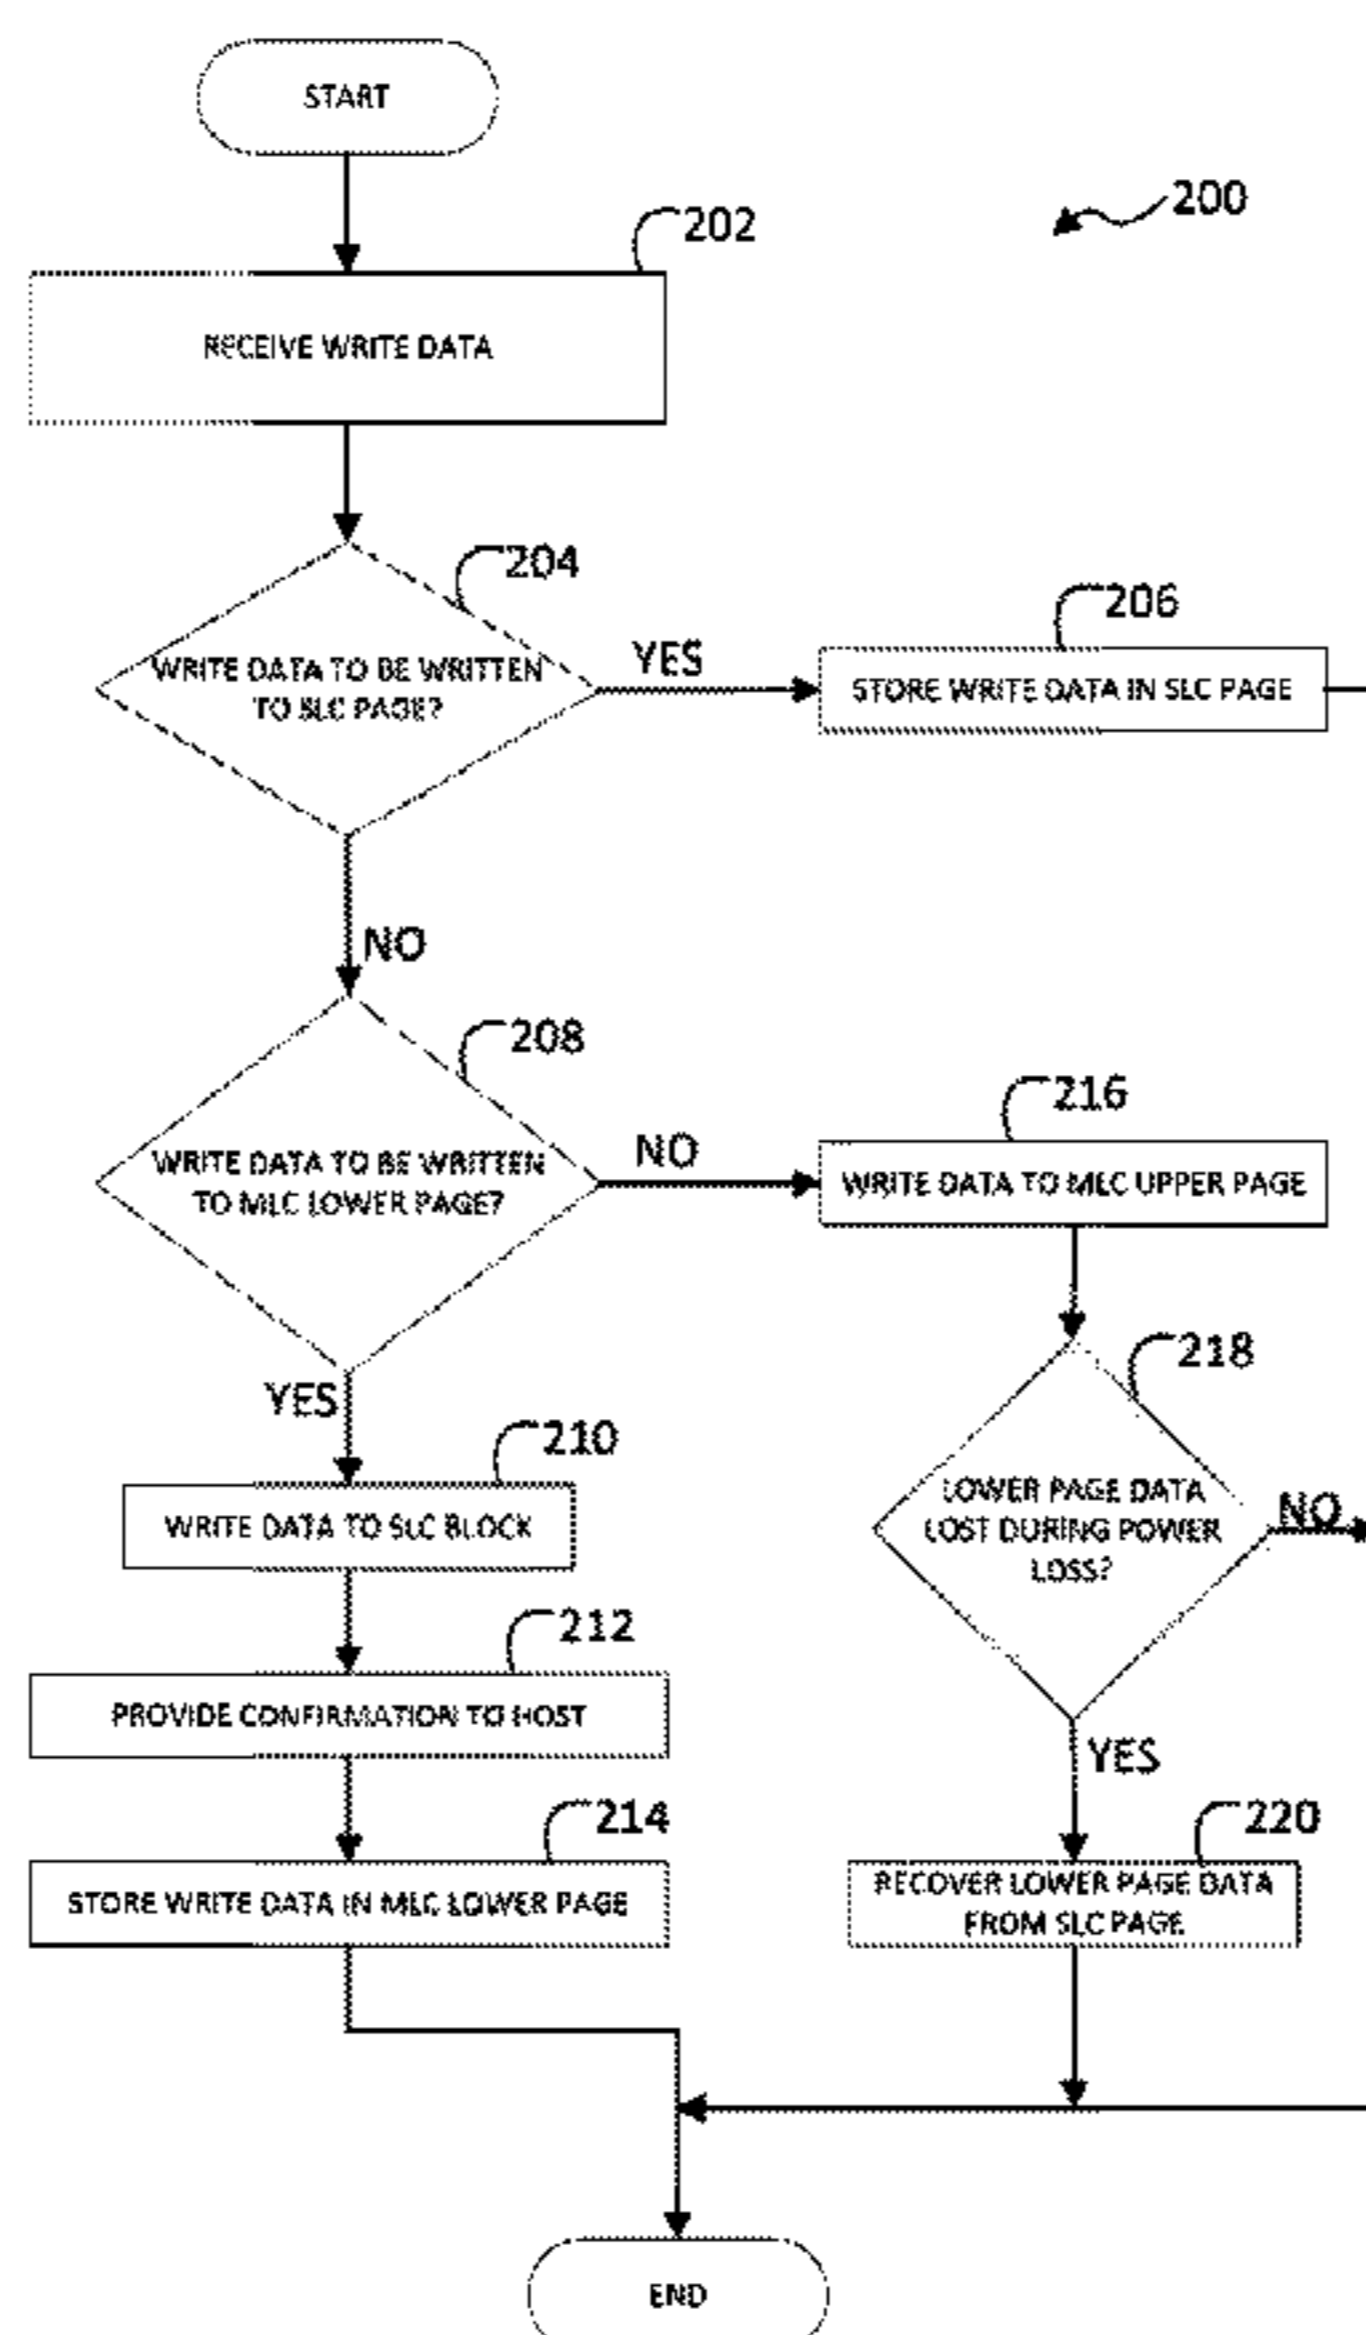 START
200
202
RECEIVE WRITE DATA
204
WRITE DATA TO BE WRITTEN
TO SLC PAGE?
YES
206
STORE WRITE DATA IN SLC PAGE
NO
208
WRITE DATA TO BE WRITTEN
TO MLC LOWER PAGE?
NO
216
WRITE DATA TO MLC UPPER PAGE
YES
218
LOWER PAGE DATA
LOST DURING POWER
LOSS?
NO
210
WRITE DATA TO SLC BLOCK
212
PROVIDE CONFIRMATION TO HOST
YES
214
STORE WRITE DATA IN MLC LOWER PAGE
220
RECOVER LOWER PAGE DATA
FROM SLC PAGE
END